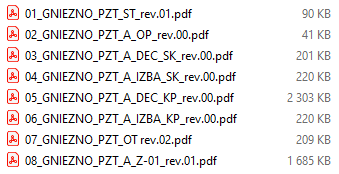 01_GNIEZNO_PZT_ST_rev.01.pdf 90 KB
02_GNIEZNO_PZT_A_OP_rev.00.pdf 41 KB
03_GNIEZNO_PZT_A_DEC_SK_rev.00.pdf 201 KB
04_GNIEZNO_PZT_A_IZBA_SK_rev.00.pdf 220 KB
05_GNIEZNO_PZT_A_DEC_KP_rev.00.pdf 2 303 KB
06_GNIEZNO_PZT_A_IZBA_KP_rev.00.pdf 220 KB
07_GNIEZNO_PZT_OT rev.02.pdf 209 KB
08_GNIEZNO_PZT_A_Z-01_rev.01.pdf 1 685 KB